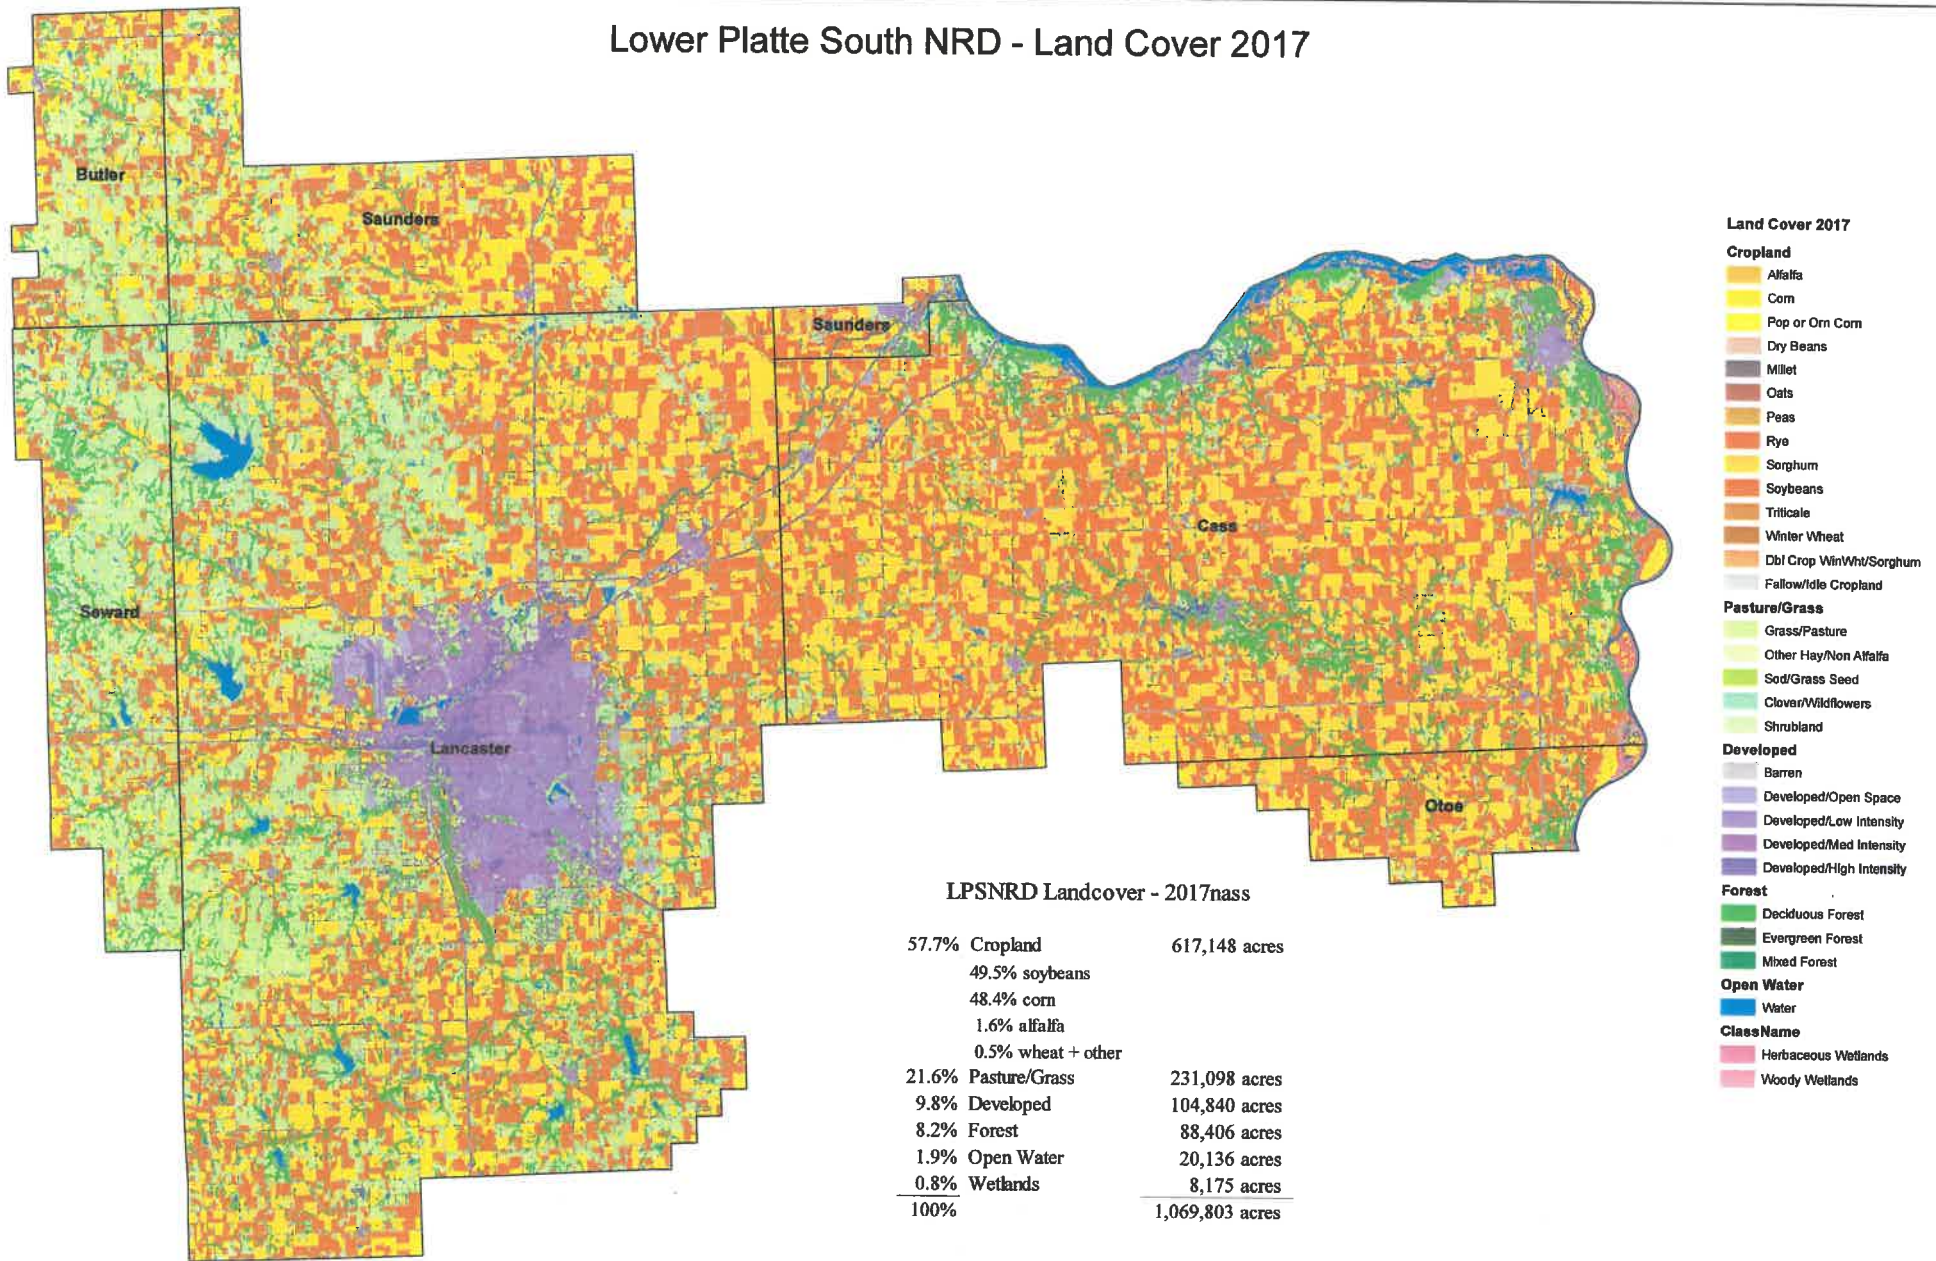 Lower Platte South NRD - Land Cover 2017
Butler
Saunders
Saunders
Cass
Seward
Lancaster
Otoe
Land Cover 2017
Cropland
Alfalfa
Corn
Pop or Orn Corn
Dry Beans
Millet
Oats
Peas
Rye
Sorghum
Soybeans
Triticale
Winter Wheat
Dbl Crop WinWht/Sorghum
Fallow/Idle Cropland
Pasture/Grass
Grass/Pasture
Other Hay/Non Alfalfa
Sod/Grass Seed
Clover/Wildflowers
Shrubland
Developed
Barren
Developed/Open Space
Developed/Low Intensity
Developed/Med Intensity
Developed/High Intensity
Forest
Deciduous Forest
Evergreen Forest
Mixed Forest
Open Water
Water
ClassName
Herbaceous Wetlands
Woody Wetlands
LPSNRD Landcover - 2017nass
57.7% Cropland 617,148 acres
49.5% soybeans
48.4% corn
1.6% alfalfa
0.5% wheat + other
21.6% Pasture/Grass 231,098 acres
9.8% Developed 104,840 acres
8.2% Forest 88,406 acres
1.9% Open Water 20,136 acres
0.8% Wetlands 8,175 acres
100% 1,069,803 acres